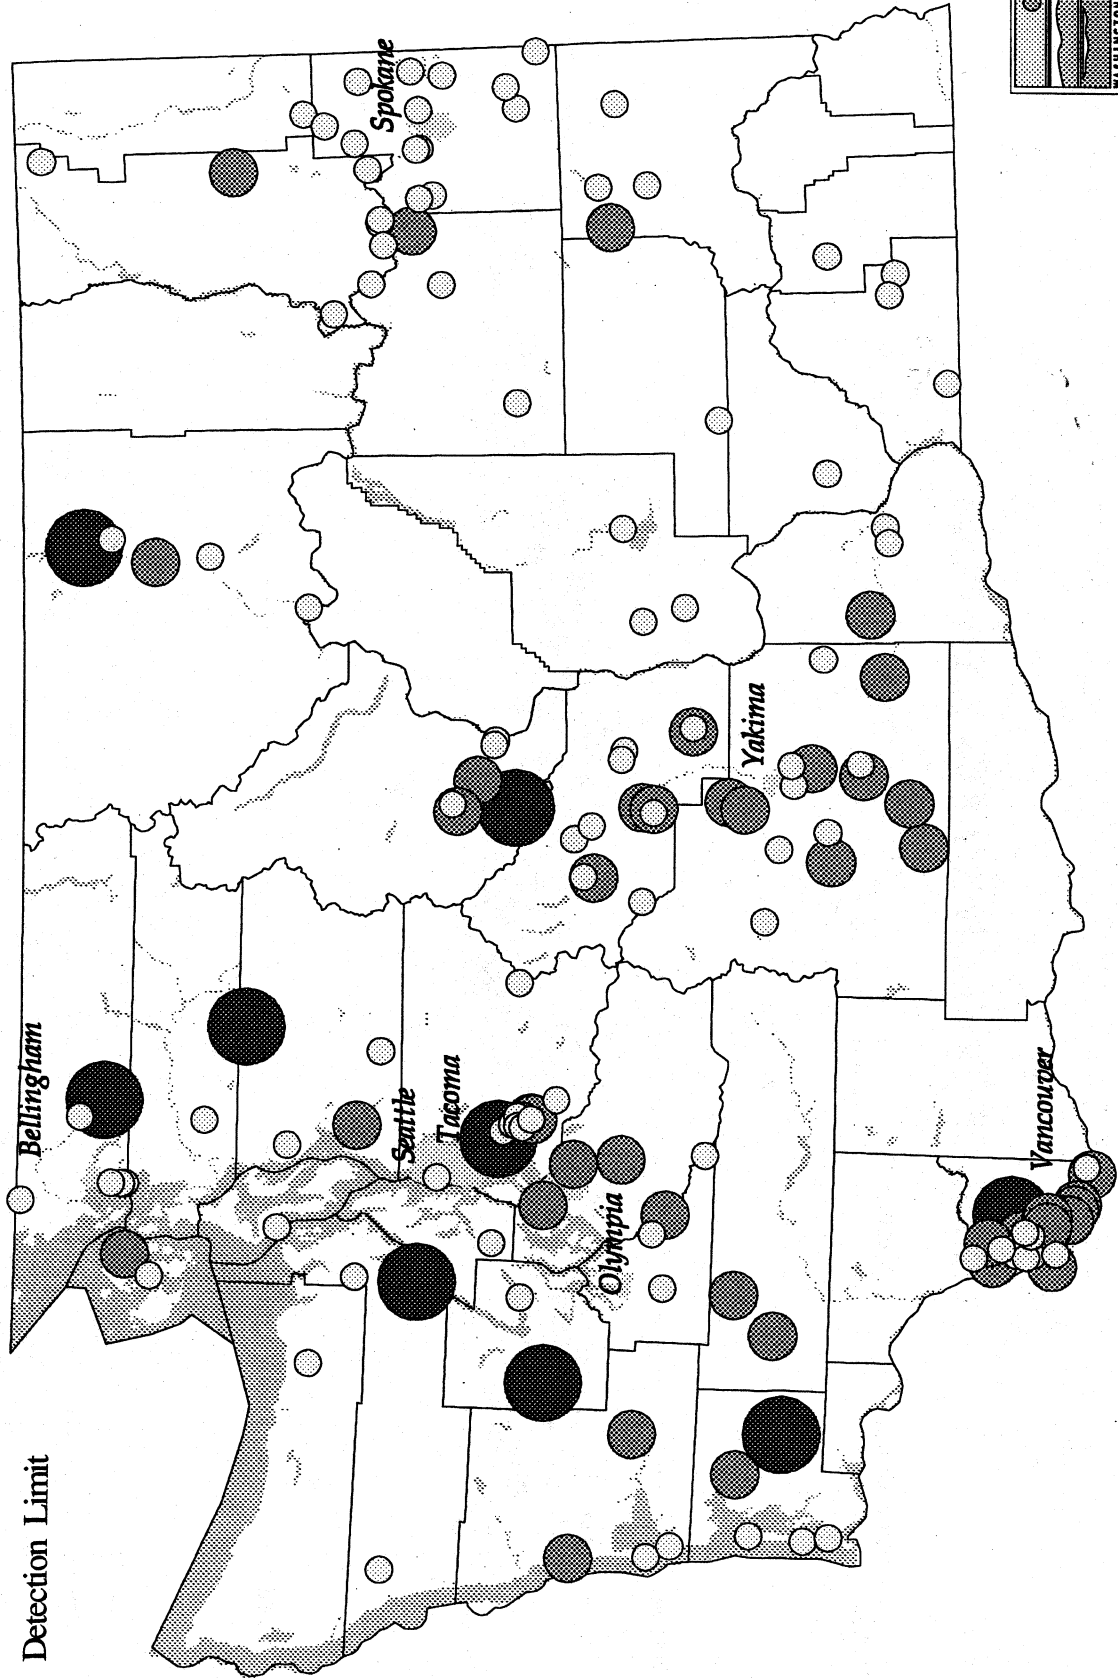 Detection Limit
Bellingham
Spokane
Seattle
Tacoma
Olympia
Yakima
Vancouver